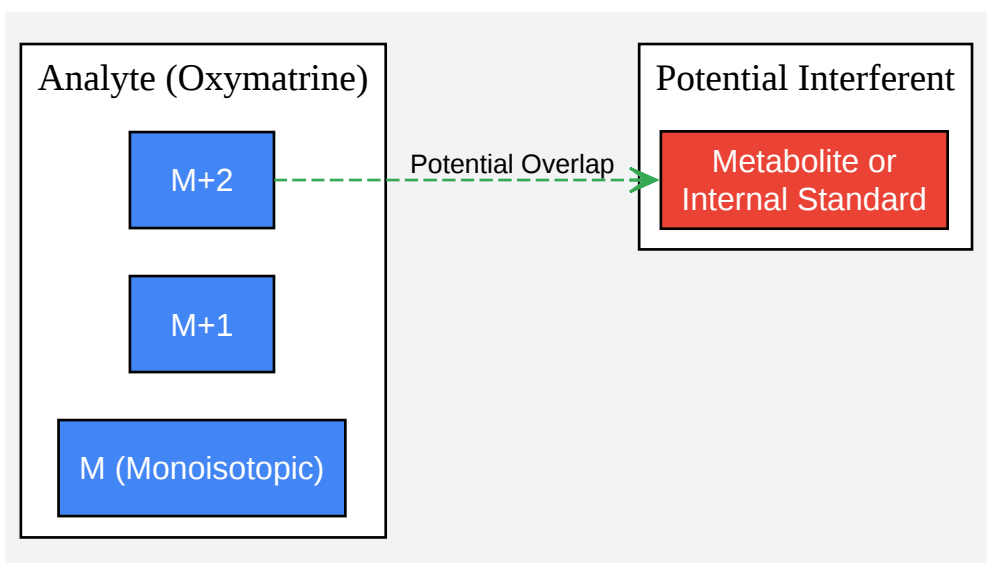 Analyte (Oxymatrine)
M+2
M+1
M (Monoisotopic)
Potential Overlap
Potential Interferent
Metabolite or
Internal Standard